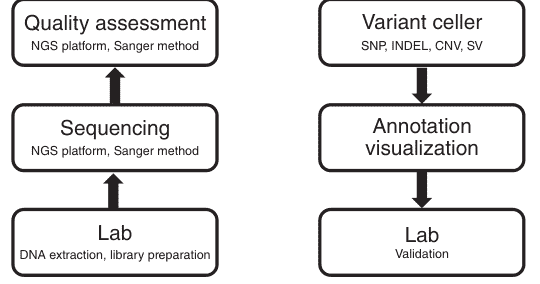 Quality assessment
NGS platform, Sanger method
Sequencing
NGS platform, Sanger method
Lab
DNA extraction, library preparation
Variant celler
SNP, INDEL, CNV, SV
Annotation
visualization
Lab
Validation